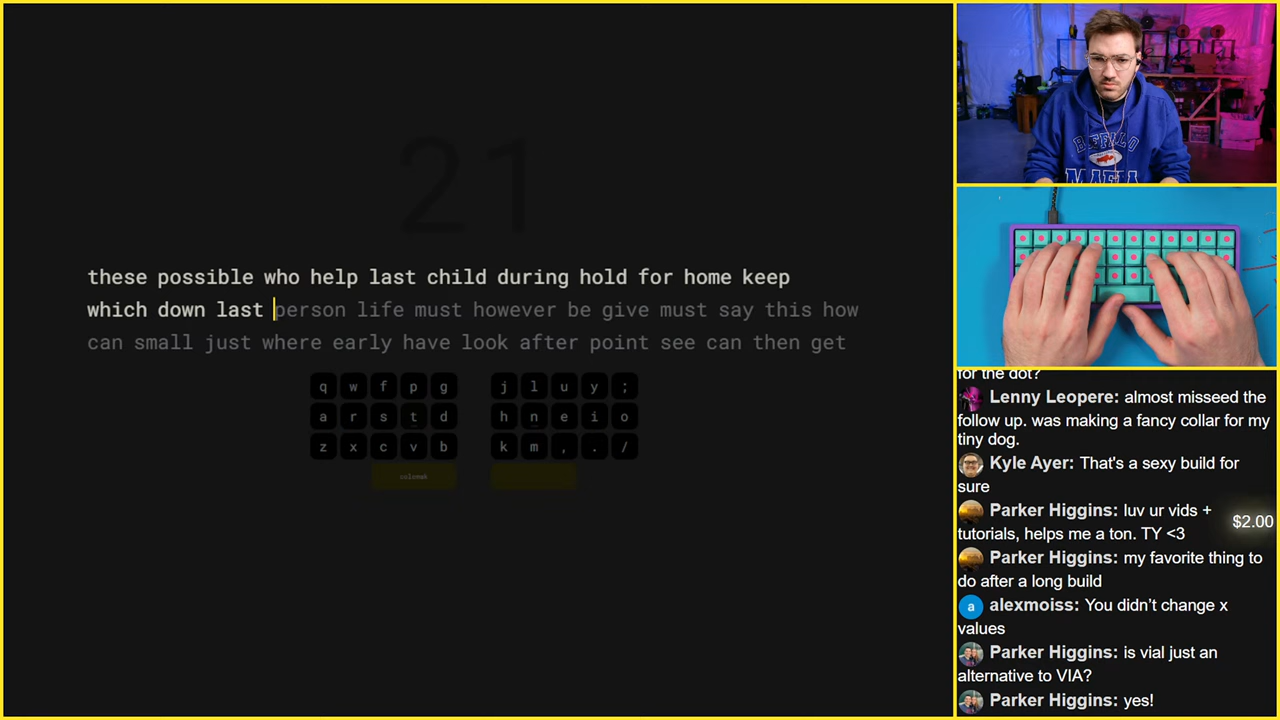 21
these possible who help last child during hold for home keep
which down last person life must however be give must say this how
can small just where early have look after point see can then get
q w f p g j l u y ;
a r s t d h n e i o
z x c v b k m , . /
colemak
BUFFALO
MAFIA
for the dot?
Lenny Leopere: almost misseed the
follow up. was making a fancy collar for my
tiny dog.
Kyle Ayer: That's a sexy build for
sure
Parker Higgins: luv ur vids +
tutorials, helps me a ton. TY <3
$2.00
Parker Higgins: my favorite thing to
do after a long build
a alexmoiss: You didn’t change x
values
Parker Higgins: is vial just an
alternative to VIA?
Parker Higgins: yes!